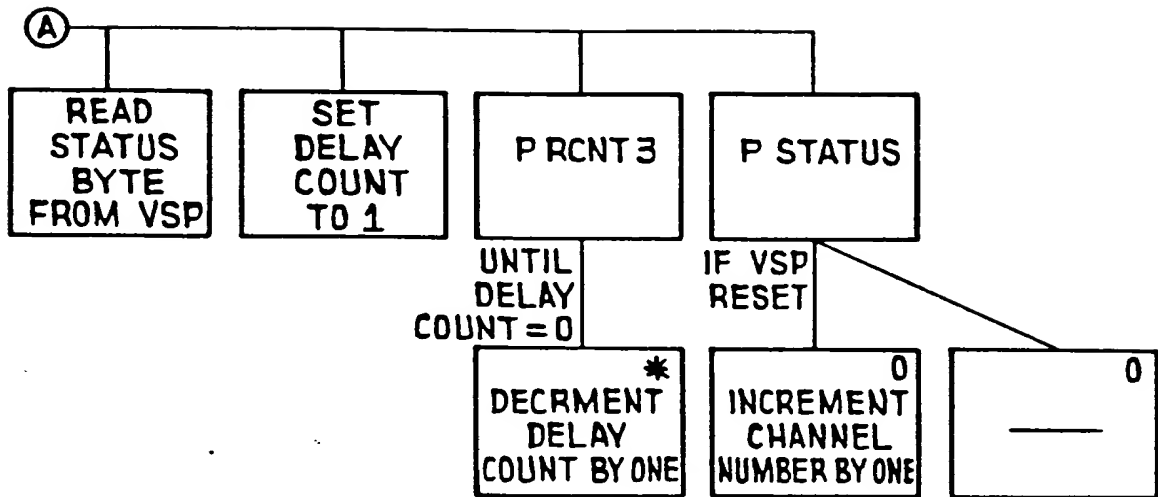 A
READ
STATUS
BYTE
FROM VSP
SET
DELAY
COUNT
TO 1
P RCNT 3
P STATUS
UNTIL
DELAY
COUNT = 0
IF VSP
RESET
*
DECRMENT
DELAY
COUNT BY ONE
0
INCREMENT
CHANNEL
NUMBER BY ONE
0